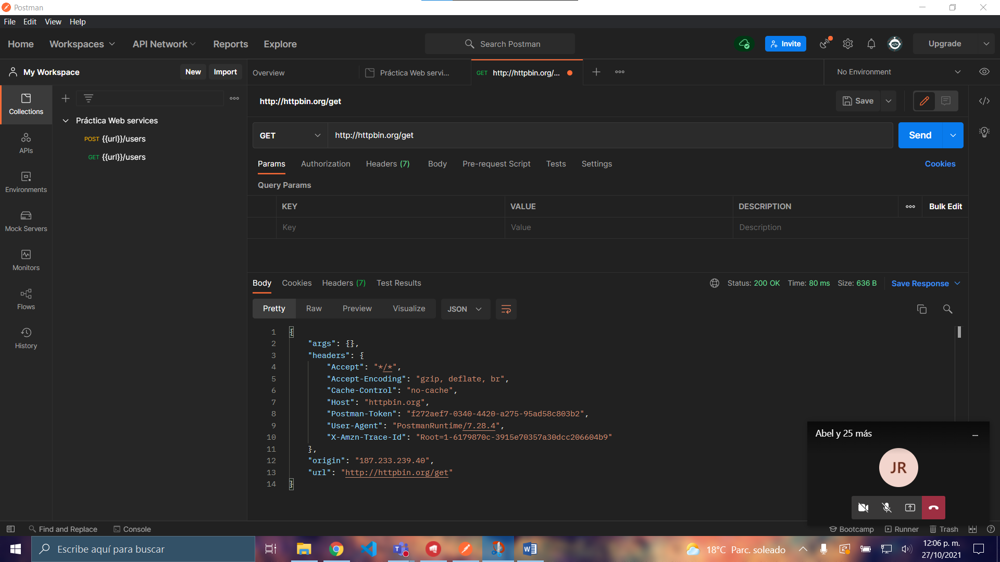 Postman
File Edit View Help
Home Workspaces API Network Reports Explore Search Postman Invite Upgrade
My Workspace New Import Overview Práctica Web servi... GET http://httpbin.org/... No Environment
Collections
APIs
Environments
Mock Servers
Monitors
Flows
History
Práctica Web services
POST {{url}}/users
GET {{url}}/users
http://httpbin.org/get Save
GET http://httpbin.org/get Send
Params Authorization Headers (7) Body Pre-request Script Tests Settings Cookies
Query Params
KEY VALUE DESCRIPTION Bulk Edit
Key Value Description
Body Cookies Headers (7) Test Results Status: 200 OK Time: 80 ms Size: 636 B Save Response
Pretty Raw Preview Visualize JSON
1 {
2 "args": {},
3 "headers": {
4 "Accept": "*/*",
5 "Accept-Encoding": "gzip, deflate, br",
6 "Cache-Control": "no-cache",
7 "Host": "httpbin.org",
8 "Postman-Token": "f272aef7-0340-4420-a275-95ad58c803b2",
9 "User-Agent": "PostmanRuntime/7.28.4",
10 "X-Amzn-Trace-Id": "Root=1-6179870c-3915e70357a30dcc206604b9"
11 },
12 "origin": "187.233.239.40",
13 "url": "http://httpbin.org/get"
14 }
Abel y 25 más
JR
Find and Replace Console Bootcamp Runner Trash
Escribe aquí para buscar 18°C Parc. soleado 12:06 p. m.
27/10/2021